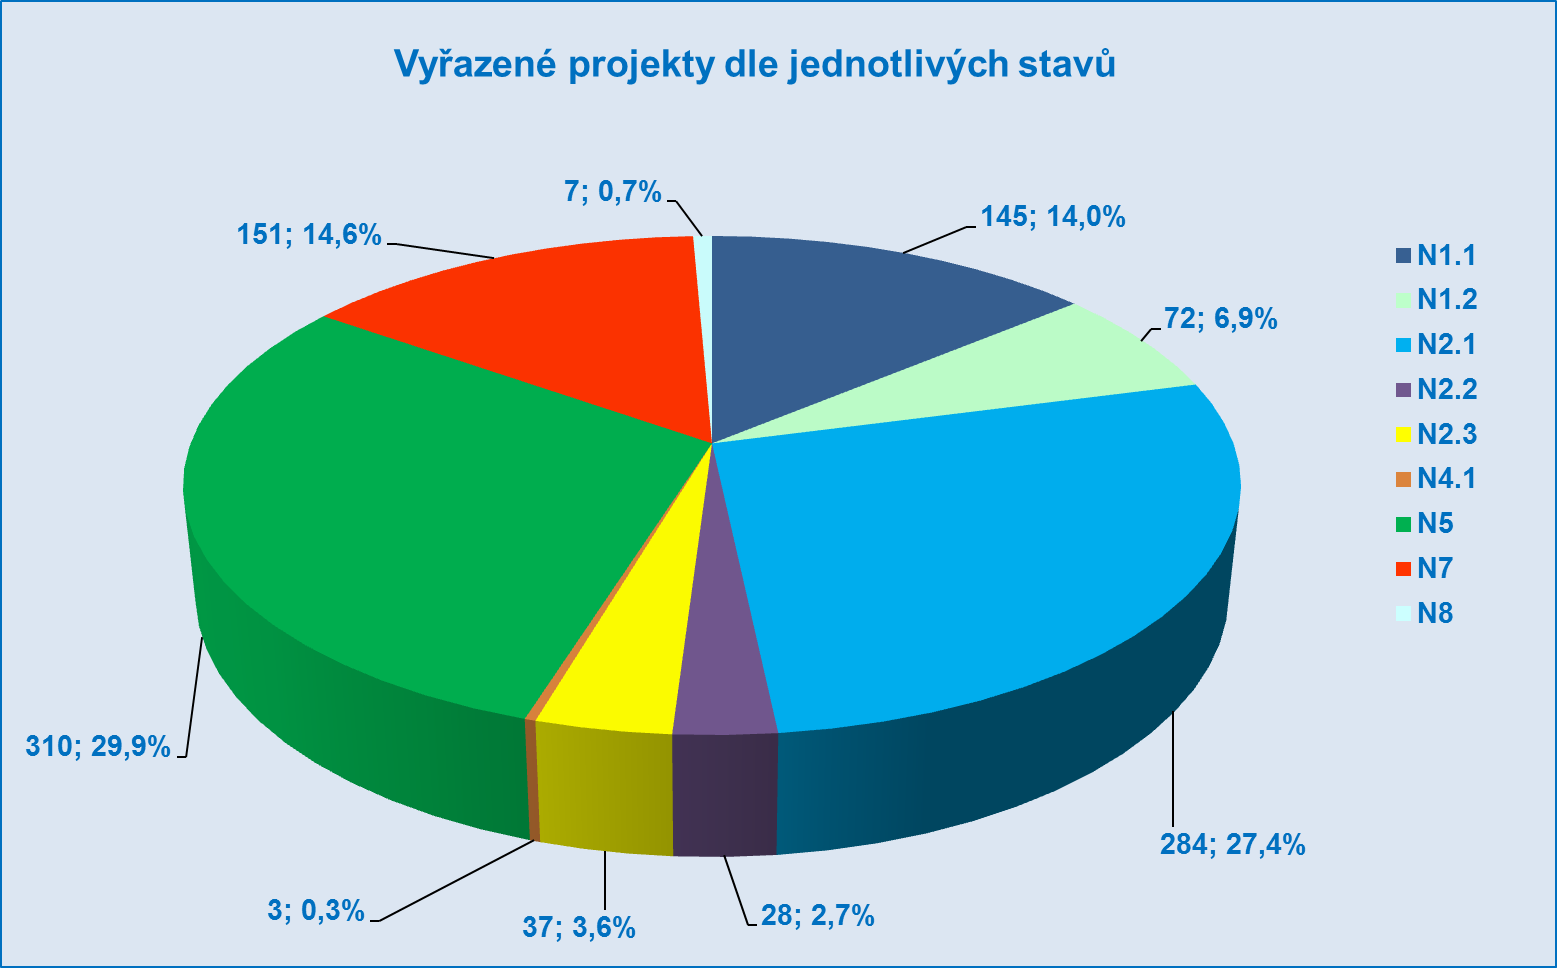 Vyřazené projekty dle jednotlivých stavů
7; 0,7%
145; 14,0%
151; 14,6%
72; 6,9%
310; 29,9%
284; 27,4%
3; 0,3%
37; 3,6%
28; 2,7%
N1.1
N1.2
N2.1
N2.2
N2.3
N4.1
N5
N7
N8